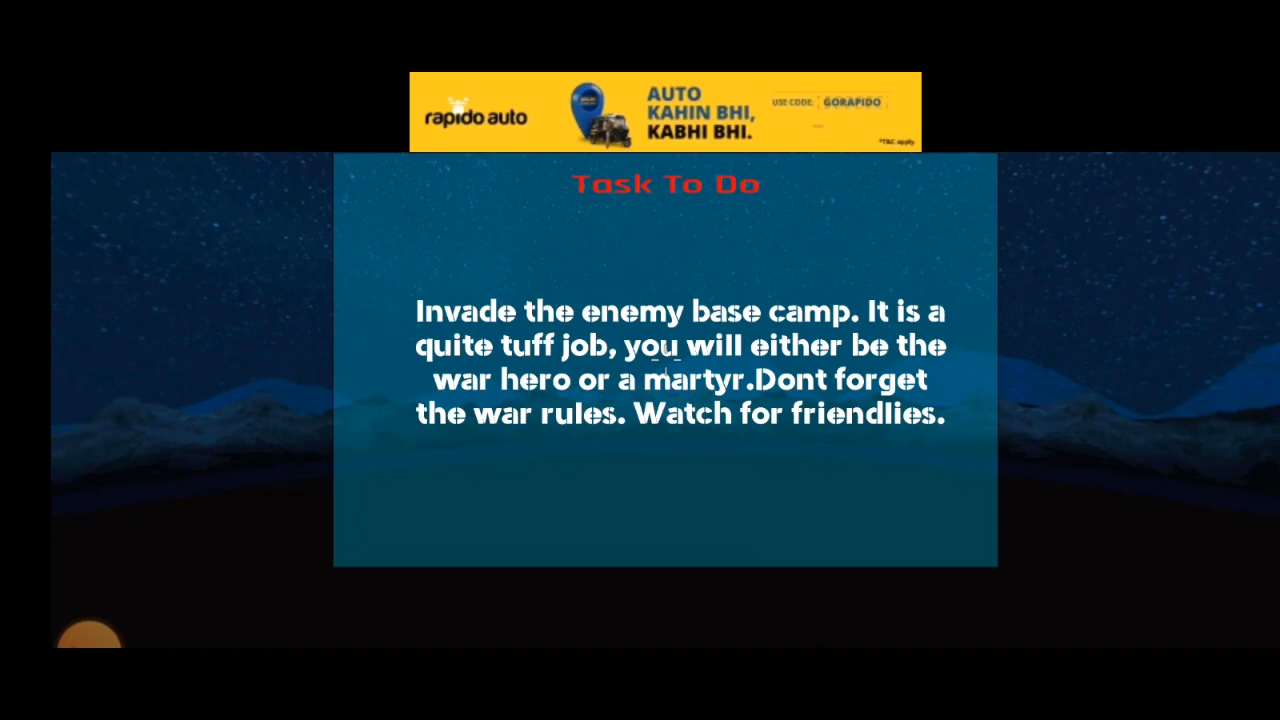 rapido auto
AUTO
KAHIN BHI,
KABHI BHI.
USE CODE: GORAPIDO
*T&C apply.
Task To Do
Invade the enemy base camp. It is a
quite tuff job, you will either be the
war hero or a martyr.Dont forget
the war rules. Watch for friendlies.